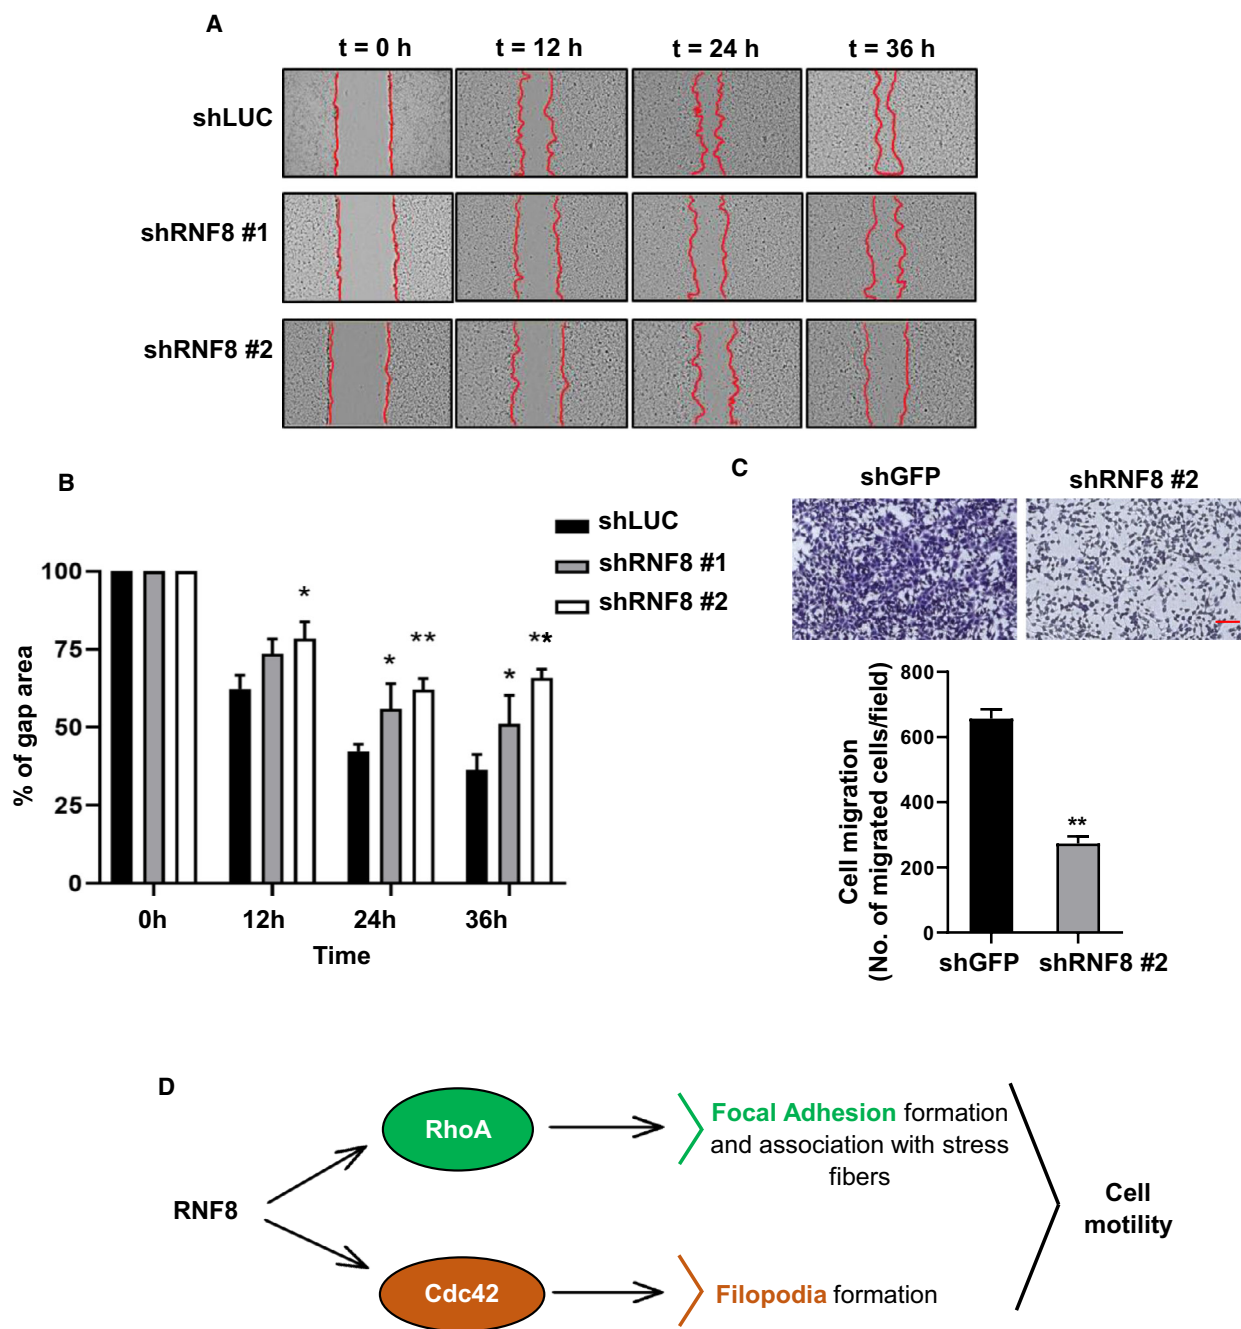 A
t = 0 h
t = 12 h
t = 24 h
t = 36 h
shLUC
shRNF8 #1
shRNF8 #2
B
shLUC
shRNF8 #1
shRNF8 #2
% of gap area
100
75
50
25
0
*
*
**
*
**
0h
12h
24h
36h
Time
C
shGFP
shRNF8 #2
Cell migration
(No. of migrated cells/field)
800
600
400
200
0
**
shGFP
shRNF8 #2
D
RNF8
RhoA
Focal Adhesion formation
and association with stress
fibers
Cdc42
Filopodia formation
Cell
motility